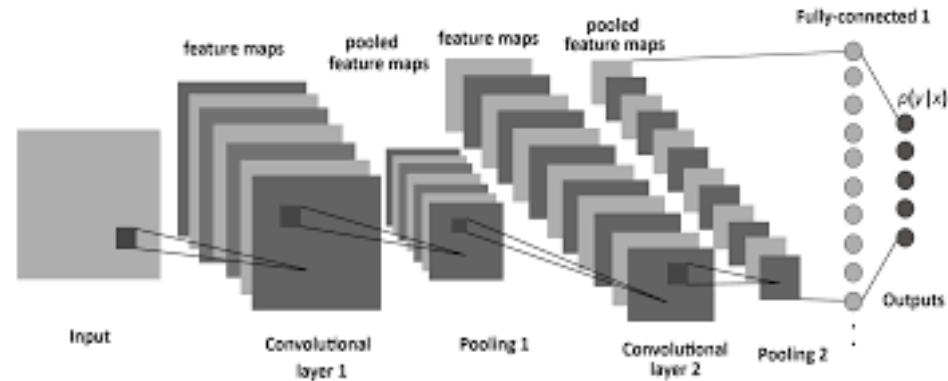 Fully-connected 1
feature maps
pooled
feature maps
feature maps
pooled
feature maps
p(y|x)
Input
Convolutional
layer 1
Pooling 1
Convolutional
layer 2
Pooling 2
Outputs